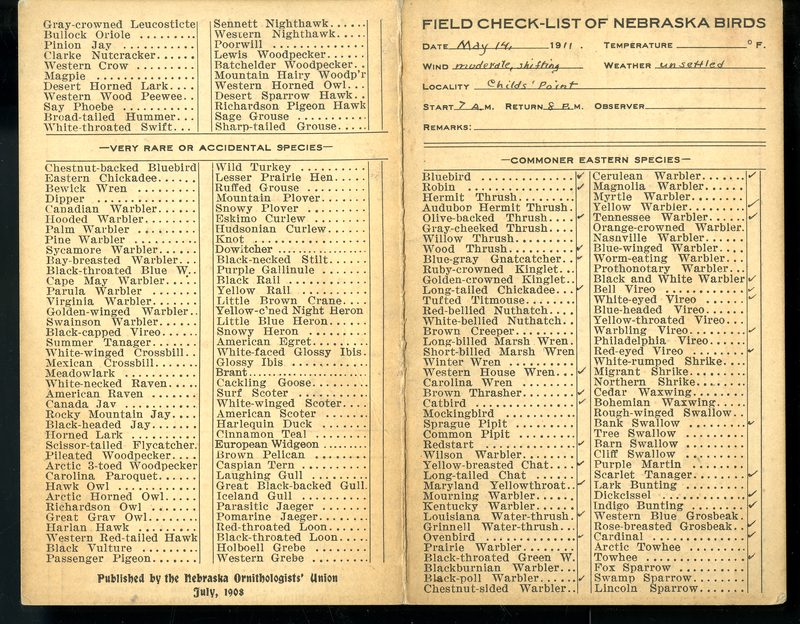 Gray-crowned Leucosticte
Bullock Oriole .........
Pinion Jay ............
Clarke Nutcracker......
Western Crow .........
Magpie ...............
Desert Horned Lark....
Western Wood Peewee..
Say Phoebe ...........
Broad-tailed Hummer...
White-throated Swift...
Sennett Nighthawk.....
Western Nighthawk.....
Poorwill ..............
Lewis Woodpecker......
Batchelder Woodpecker..
Mountain Hairy Woodp'r
Western Horned Owl...
Desert Sparrow Hawk..
Richardson Pigeon Hawk
Sage Grouse ..........
Sharp-tailed Grouse.....
—VERY RARE OR ACCIDENTAL SPECIES—
Chestnut-backed Bluebird
Eastern Chickadee......
Bewick Wren .........
Dipper ...............
Canadian Warbler......
Hooded Warbler.......
Palm Warbler ........
Pine Warbler .........
Sycamore Warbler.....
Bay-breasted Warbler...
Black-throated Blue W..
Cape May Warbler.....
Parula Warbler .......
Virginia Warbler......
Golden-winged Warbler..
Swainson Warbler.....
Black-capped Vireo.....
Summer Tanager......
White-winged Crossbill..
Mexican Crossbill......
Meadowlark ..........
White-necked Raven....
American Raven ......
Canada Jay ..........
Rocky Mountain Jay...
Black-headed Jay......
Horned Lark .........
Scissor-tailed Flycatcher.
Pileated Woodpecker...
Arctic 3-toed Woodpecker
Carolina Paroquet.....
Hawk Owl ...........
Arctic Horned Owl....
Richardson Owl ......
Great Gray Owl......
Harlan Hawk ........
Western Red-tailed Hawk
Black Vulture ........
Passenger Pigeon......
Wild Turkey ..........
Lesser Prairie Hen.....
Ruffed Grouse ........
Mountain Plover......
Snowy Plover ........
Eskimo Curlew .......
Hudsonian Curlew....
Knot .................
Dowitcher ............
Black-necked Stilt.....
Purple Gallinule ......
Black Rail ...........
Yellow Rail ..........
Little Brown Crane...
Yellow-c'ned Night Heron
Little Blue Heron.....
Snowy Heron ........
American Egret......
White-faced Glossy Ibis.
Glossy Ibis ...........
Brant................
Cackling Goose.......
Surf Scoter ..........
White-winged Scoter...
American Scoter ......
Harlequin Duck ......
Cinnamon Teal .......
European Widgeon ....
Brown Pelican .......
Caspian Tern ........
Laughing Gull .......
Great Black-backed Gull.
Iceland Gull .........
Parasitic Jaeger ......
Pomarine Jaeger......
Red-throated Loon....
Black-throated Loon....
Holboell Grebe .......
Western Grebe .......
Published by the Nebraska Ornithologists' Union
July, 1908
FIELD CHECK-LIST OF NEBRASKA BIRDS
DATE May 14, 1911. TEMPERATURE °F.
WIND moderate, shifting WEATHER unsettled
LOCALITY Childs' Point
START 7 A.M. RETURN 8 P.M. OBSERVER
REMARKS:
—COMMONER EASTERN SPECIES—
Bluebird ✓
Robin ✓
Hermit Thrush........
Audubon Hermit Thrush.
Olive-backed Thrush.... ✓
Gray-cheeked Thrush....
Willow Thrush........
Wood Thrush......... ✓
Blue-gray Gnatcatcher.. ✓
Ruby-crowned Kinglet...
Golden-crowned Kinglet..
Long-tailed Chickadee... ✓
Tufted Titmouse.......
Red-bellied Nuthatch....
White-bellied Nuthatch..
Brown Creeper........
Long-billed Marsh Wren.
Short-billed Marsh Wren
Winter Wren .........
Western House Wren... ✓
Carolina Wren ........
Brown Thrasher....... ✓
Catbird .............. ✓
Mockingbird ..........
Sprague Pipit ........
Common Pipit ........
Redstart ............. ✓
Wilson Warbler.......
Yellow-breasted Chat.... ✓
Long-tailed Chat ......
Maryland Yellowthroat.. ✓
Mourning Warbler.....
Kentucky Warbler.....
Louisiana Water-thrush. ✓
Grinnell Water-thrush...
Ovenbird ............. ✓
Prairie Warbler.......
Black-throated Green W.
Blackburnian Warbler...
Black-poll Warbler...... ✓
Chestnut-sided Warbler..
Cerulean Warbler....... ✓
Magnolia Warbler......
Myrtle Warbler........
Yellow Warbler........ ✓
Tennessee Warbler..... ✓
Orange-crowned Warbler.
Nasnville Warbler......
Blue-winged Warbler...
Worm-eating Warbler...
Prothonotary Warbler...
Black and White Warbler ✓
Bell Vireo ............ ✓
White-eyed Vireo ...... ✓
Blue-headed Vireo......
Yellow-throated Vireo...
Warbling Vireo........ ✓
Philadelphia Vireo......
Red-eyed Vireo ........ ✓
White-rumped Shrike....
Migrant Shrike........
Northern Shrike.......
Cedar Waxwing........
Bohemian Waxwing....
Rough-winged Swallow..
Bank Swallow ......... ✓
Tree Swallow .........
Barn Swallow .........
Cliff Swallow .........
Purple Martin ........
Scarlet Tanager........ ✓
Lark Bunting .........
Dickcissel ............ ✓
Indigo Bunting ........ ✓
Western Blue Grosbeak.
Rose-breasted Grosbeak.. ✓
Cardinal .............. ✓
Arctic Towhee ........
Towhee ............... ✓
Fox Sparrow ..........
Swamp Sparrow.......
Lincoln Sparrow.......